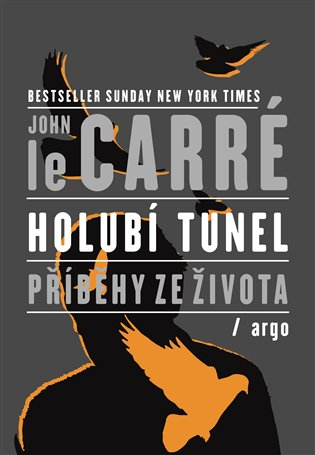 BESTSELLER SUNDAY NEW YORK TIMES
JOHN
le CARRÉ
HOLUBÍ TUNEL
PŘÍBĚHY ZE ŽIVOTA
/ argo